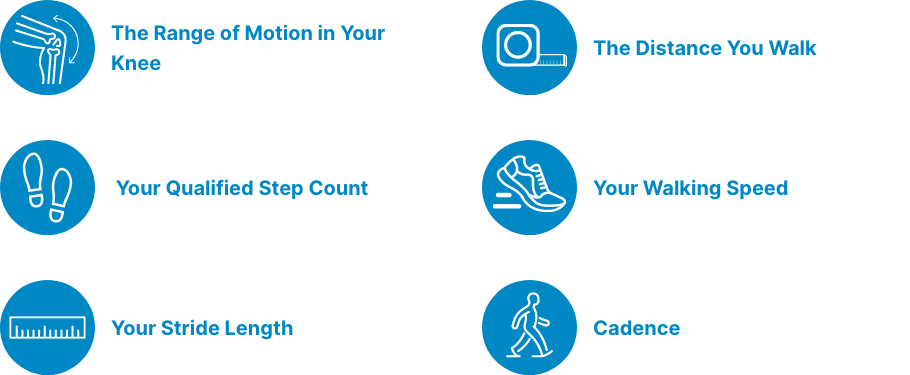 The Range of Motion in Your
Knee
The Distance You Walk
Your Qualified Step Count
Your Walking Speed
Your Stride Length
Cadence